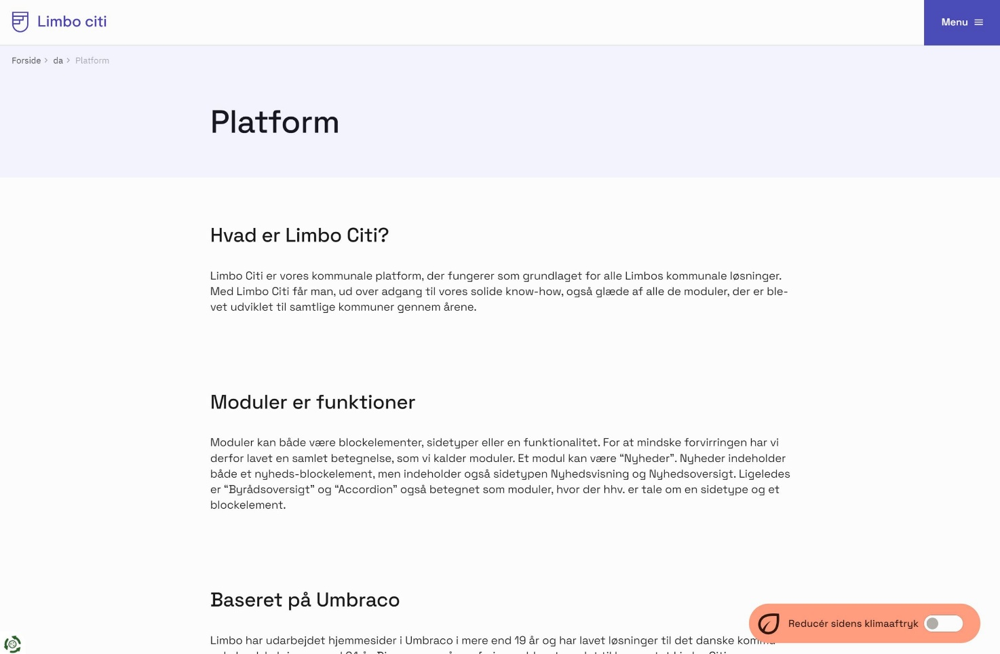 Limbo citi
Menu
Forside > da > Platform
Platform
Hvad er Limbo Citi?
Limbo Citi er vores kommunale platform, der fungerer som grundlaget for alle Limbos kommunale løsninger.
Med Limbo Citi får man, ud over adgang til vores solide know-how, også glæde af alle de moduler, der er ble-
vet udviklet til samtlige kommuner gennem årene.
Moduler er funktioner
Moduler kan både være blockelementer, sidetyper eller en funktionalitet. For at mindske forvirringen har vi
derfor lavet en samlet betegnelse, som vi kalder moduler. Et modul kan være “Nyheder”. Nyheder indeholder
både et nyheds-blockelement, men indeholder også sidetypen Nyhedsvisning og Nyhedsoversigt. Ligeledes
er “Byrådsoversigt” og “Accordion” også betegnet som moduler, hvor der hhv. er tale om en sidetype og et
blockelement.
Baseret på Umbraco
Reducér sidens klimaaftryk
Limbo har udarbejdet hjemmesider i Umbraco i mere end 19 år og har lavet løsninger til det danske